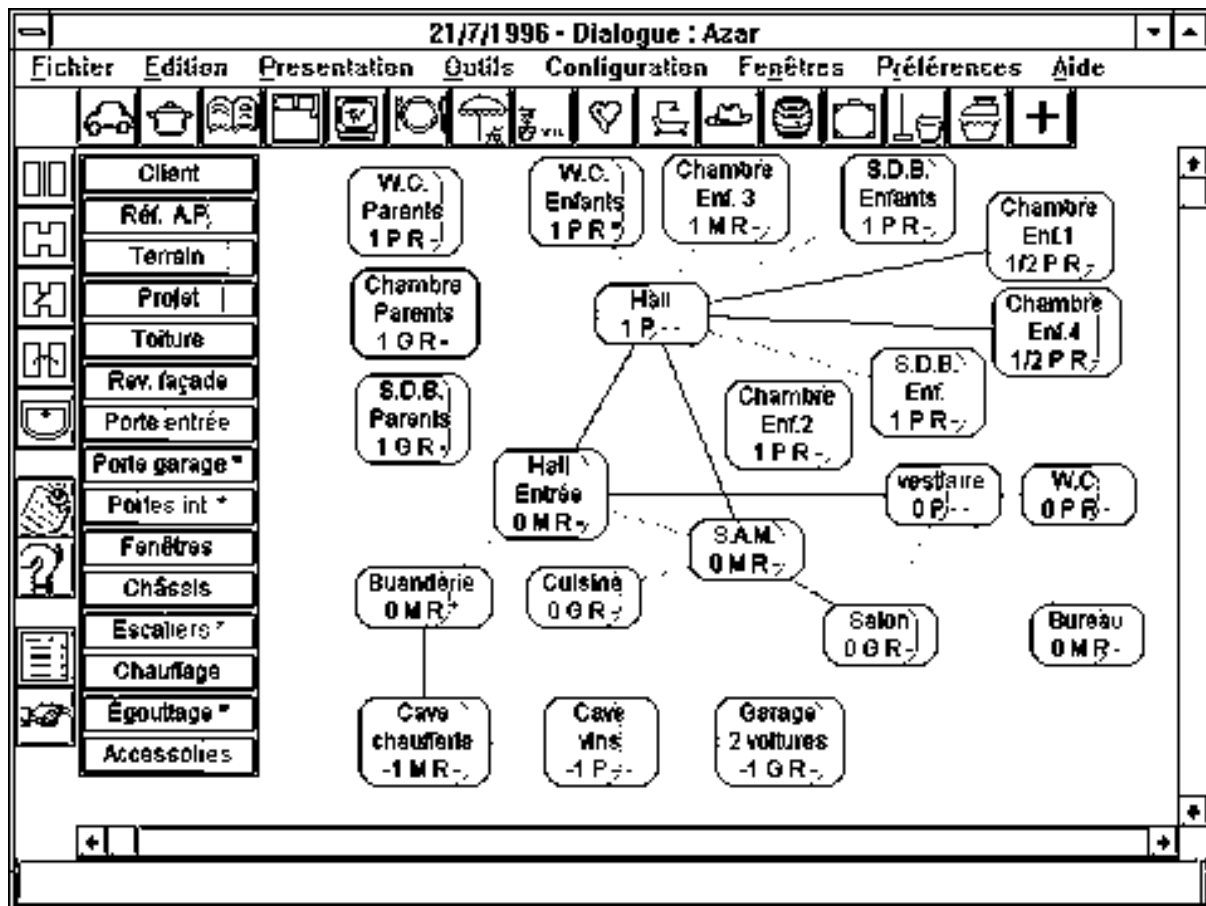 21/7/1996 - Dialogue : Azar
Fichier Edition Presentation Outils Configuration Fenêtres Préférences Aide
Client
Réf. A.P.
Terrain
Projet
Toiture
Rev. façade
Porte entrée
Porte garage *
Portes int *
Fenêtres
Châssis
Escaliers *
Chauffage
Égouttage *
Accessoires
W.C.
Parents
1 P R -
W.C.
Enfants
1 P R *
Chambre
Enf. 3
1 M R -
S.D.B.
Enfants
1 P R -
Chambre
Enf.1
1/2 P R -
Chambre
Parents
1 G R -
Hall
1 P - -
Chambre
Enf.4
1/2 P R -
S.D.B.
Parents
1 G R -
Chambre
Enf.2
1 P R -
S.D.B.
Enf.
1 P R -
Hall
Entrée
0 M R -
vestiaire
0 P - -
W.C
0 P R -
S.A.M.
0 M R -
Buanderie
0 M R *
Cuisine
0 G R -
Salon
0 G R -
Bureau
0 M R -
Cave
chaufferie
-1 M R -
Cave
vins
-1 P - -
Garage
2 voitures
-1 G R -